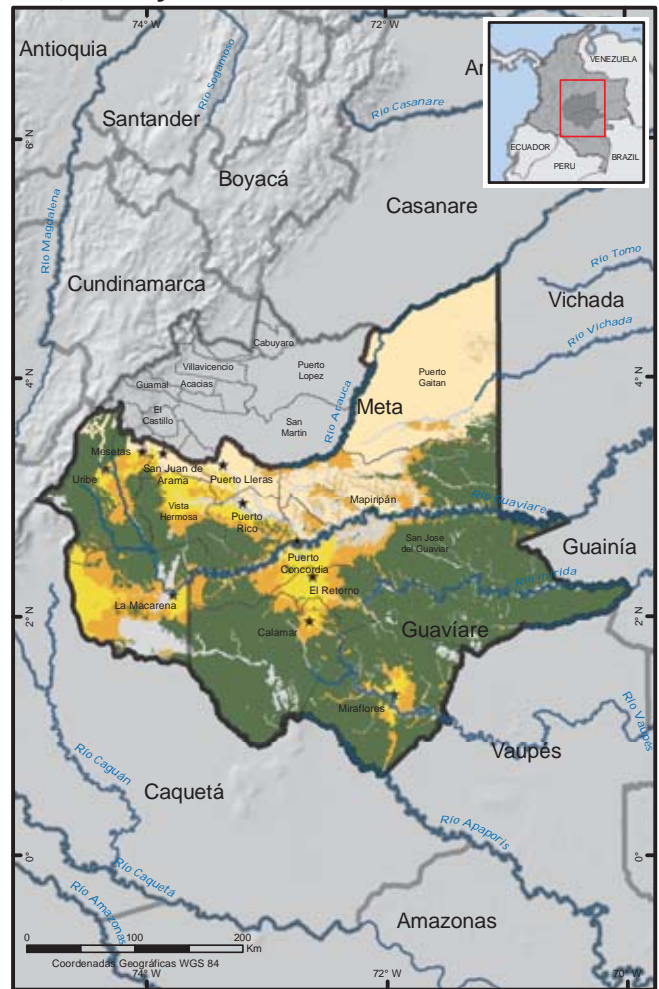 74° W
72° W
Antioquia
Río sogamoso
VENEZUELA
Ar
Río Casanare
Santander
6° N
6° N
ECUADOR
BRAZIL
PERU
Boyacá
Casanare
Río Magdalena
Río Tomo
Cundinamarca
Vichada
Río Vichada
Cabuyaro
Villavicencio
Puerto
Lopez
Puerto
Gaitan
4° N
4° N
Guamal
Acacias
Meta
El
Castillo
San
Martin
Río Arauca
Mesetas
San Juan de
Arama
Puerto Lleras
Uribe
Mapiripán
Vista
Hermosa
Puerto
Rico
Río Guaviare
San Jose
del Guaviar
Guainía
Puerto
Concordia
Río Inírida
El Retorno
La Macarena
2° N
2° N
Calamar
Guavíare
Miraflores
Río Vaupés
Vaupés
Río Caguán
Caquetá
Río Apaporis
0°
0°
Río Caquetá
Río Amazonas
Amazonas
0
100
200
Km
Coordenadas Geográficas WGS 84
74° W
72° W
70° W